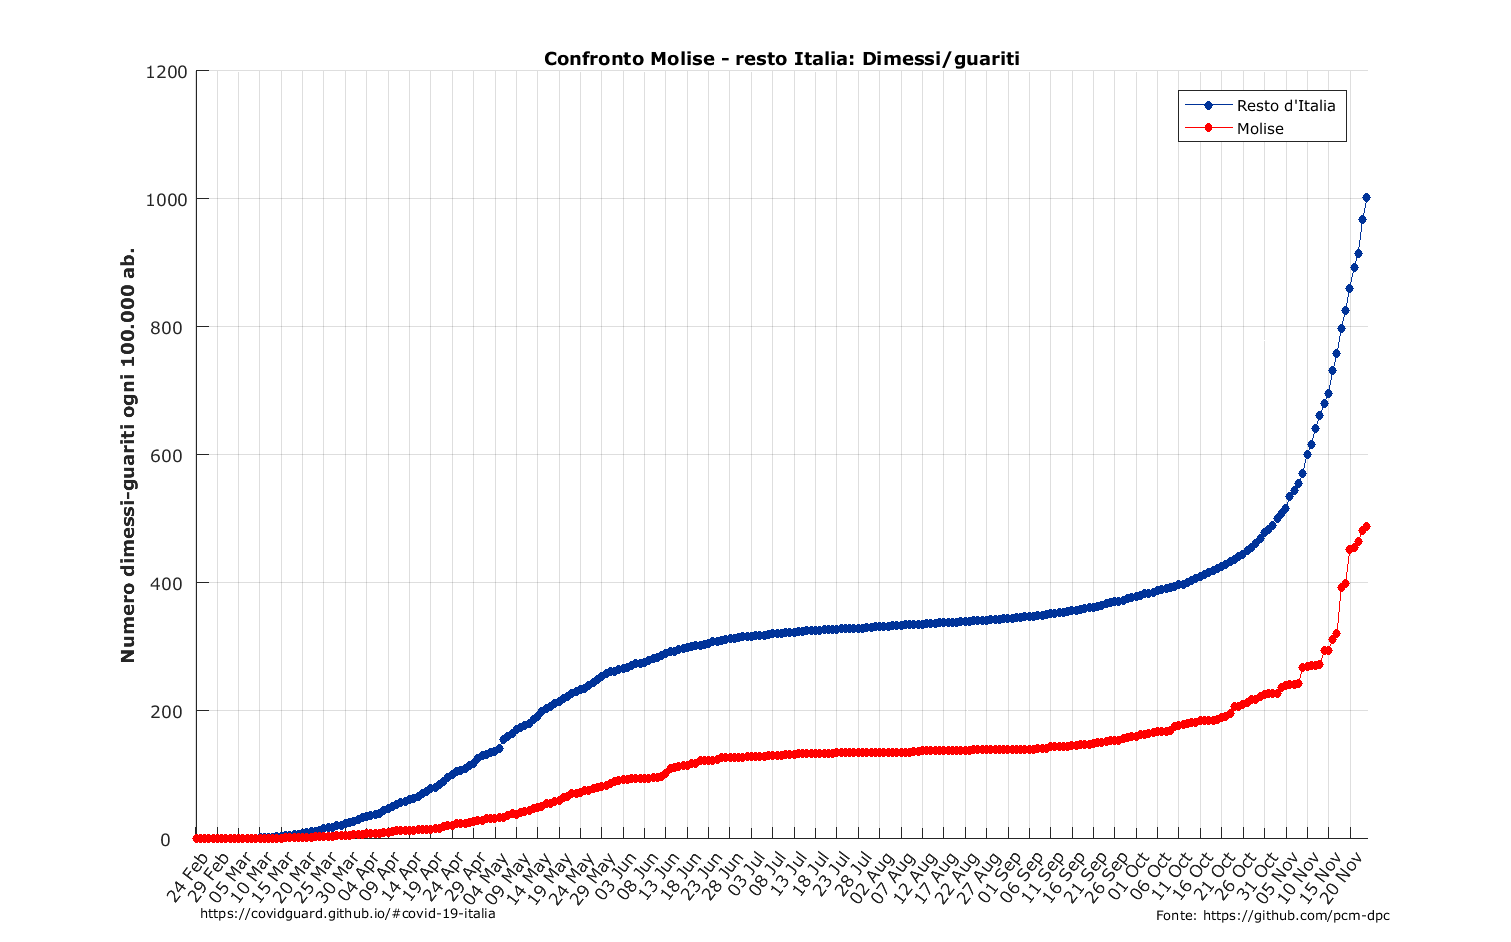 Confronto Molise - resto Italia: Dimessi/guariti
Resto d'Italia
Molise
Numero dimessi-guariti ogni 100.000 ab.
1200
1000
800
600
400
200
0
24 Feb
29 Feb
05 Mar
10 Mar
15 Mar
20 Mar
25 Mar
30 Mar
04 Apr
09 Apr
14 Apr
19 Apr
24 Apr
29 Apr
04 May
09 May
14 May
19 May
24 May
29 May
03 Jun
08 Jun
13 Jun
18 Jun
23 Jun
28 Jun
03 Jul
08 Jul
13 Jul
18 Jul
23 Jul
28 Jul
02 Aug
07 Aug
12 Aug
17 Aug
22 Aug
27 Aug
01 Sep
06 Sep
11 Sep
16 Sep
21 Sep
26 Sep
01 Oct
06 Oct
11 Oct
16 Oct
21 Oct
26 Oct
31 Oct
05 Nov
10 Nov
15 Nov
20 Nov
https://covidguard.github.io/#covid-19-italia
Fonte: https://github.com/pcm-dpc